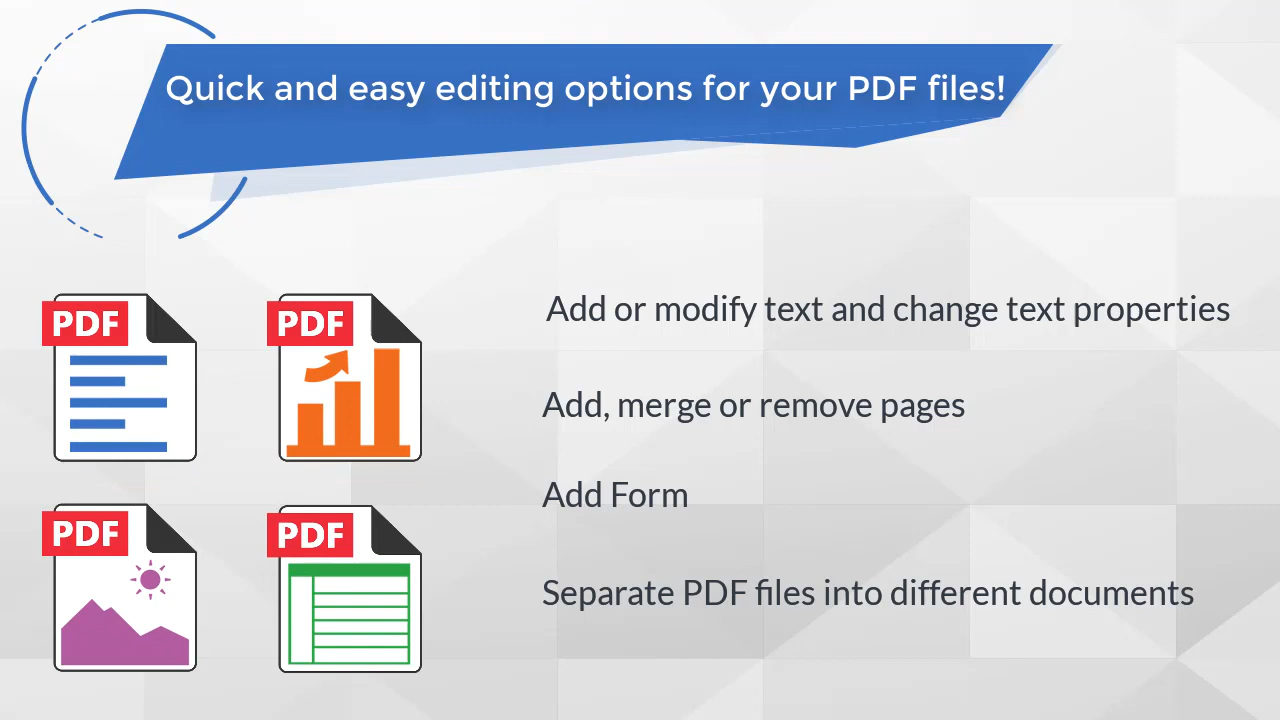 Quick and easy editing options for your PDF files!
PDF
PDF
Add or modify text and change text properties
Add, merge or remove pages
Add Form
PDF
PDF
Separate PDF files into different documents